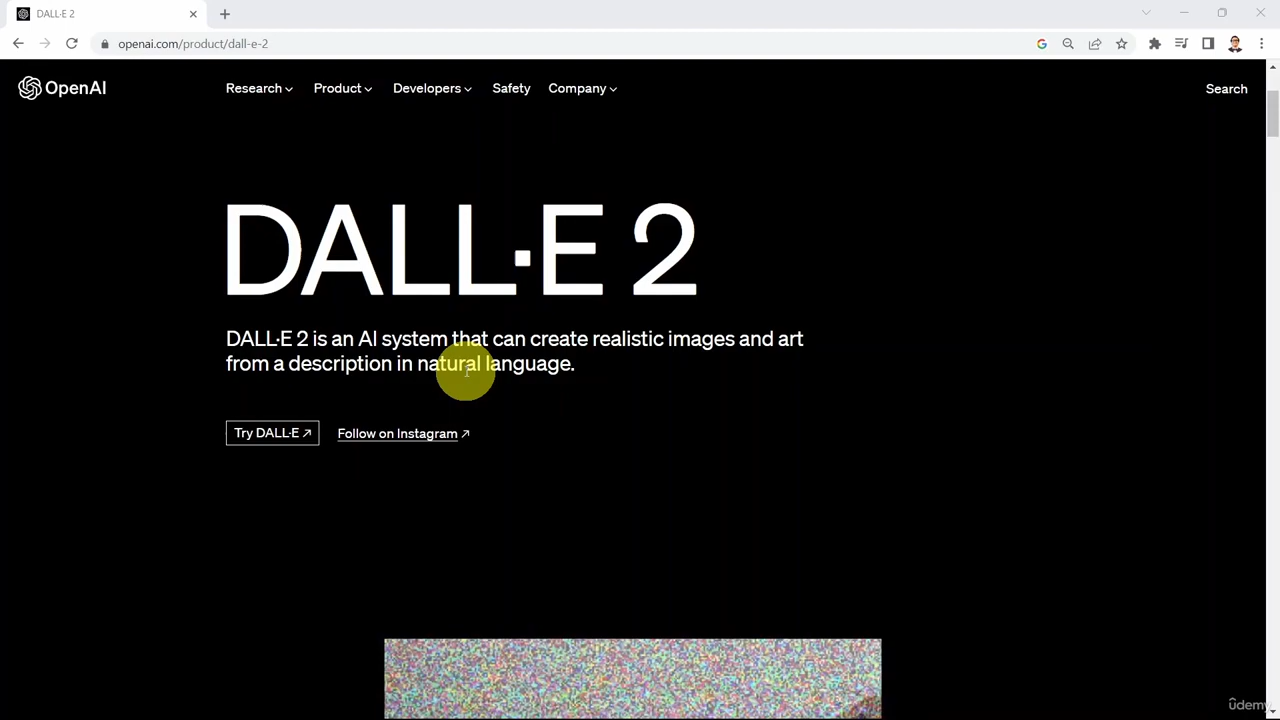 DALL·E 2
openai.com/product/dall-e-2
OpenAI
Research
Product
Developers
Safety
Company
Search
DALL·E 2
DALL·E 2 is an AI system that can create realistic images and art
from a description in natural language.
Try DALL·E ↗
Follow on Instagram ↗
udemy